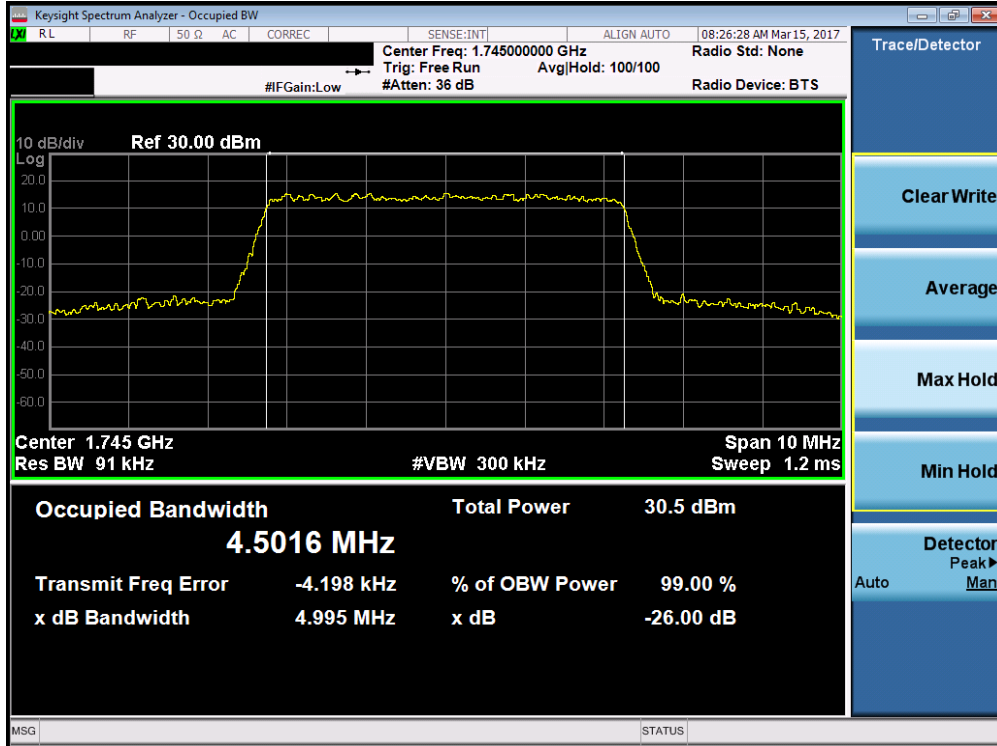 Keysight Spectrum Analyzer - Occupied BW
LXI RL RF 50 Ω AC CORREC SENSE:INT ALIGN AUTO 08:26:28 AM Mar 15, 2017
Center Freq: 1.745000000 GHz Radio Std: None
Trig: Free Run Avg|Hold: 100/100
#IFGain:Low #Atten: 36 dB Radio Device: BTS
10 dB/div Ref 30.00 dBm
Log
20.0
10.0
0.00
-10.0
-20.0
-30.0
-40.0
-50.0
-60.0
Center 1.745 GHz Span 10 MHz
Res BW 91 kHz #VBW 300 kHz Sweep 1.2 ms
Occupied Bandwidth Total Power 30.5 dBm
4.5016 MHz
Transmit Freq Error -4.198 kHz % of OBW Power 99.00 %
x dB Bandwidth 4.995 MHz x dB -26.00 dB
MSG STATUS
Trace/Detector
Clear Write
Average
Max Hold
Min Hold
Detector
Peak▶
Auto Man